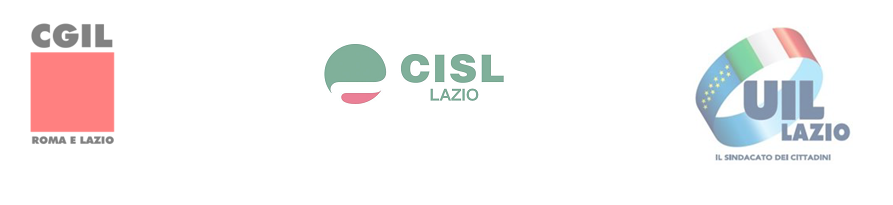 CGIL
ROMA E LAZIO
CISL
LAZIO
UIL
LAZIO
IL SINDACATO DEI CITTADINI